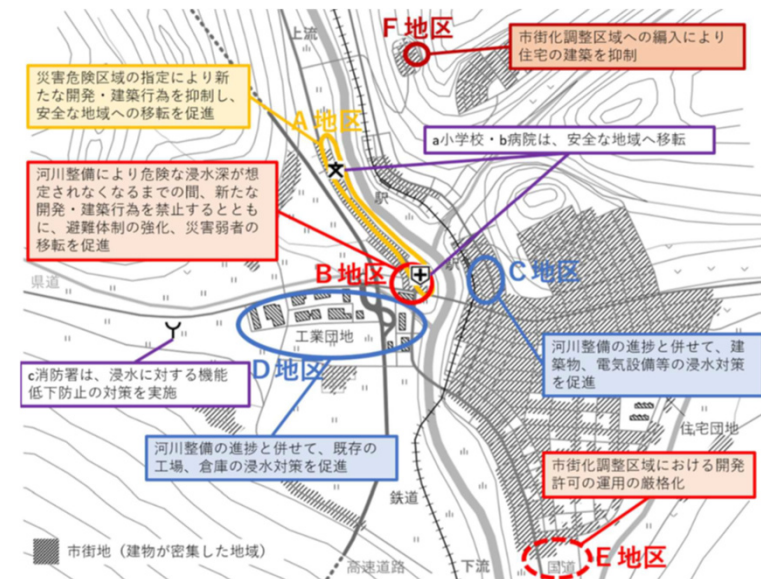 上流
F地区
市街化調整区域への編入により
住宅の建築を抑制
災害危険区域の指定により新
たな開発・建築行為を抑制し、
安全な地域への移転を促進
A地区
a小学校・b病院は、安全な地域へ移転
河川整備により危険な浸水深が想
定されなくなるまでの間、新たな
開発・建築行為を禁止するととも
に、避難体制の強化、災害弱者の
移転を促進
駅
県道
B地区
C地区
工業団地
河川整備の進捗と併せて、建
築物、電気設備等の浸水対策
を促進
c消防署は、浸水に対する機能
低下防止の対策を実施
D地区
住宅団地
河川整備の進捗と併せて、既存の
工場、倉庫の浸水対策を促進
市街化調整区域における開発
許可の運用の厳格化
鉄道
市街地（建物が密集した地域）
高速道路
下流
国道
E地区